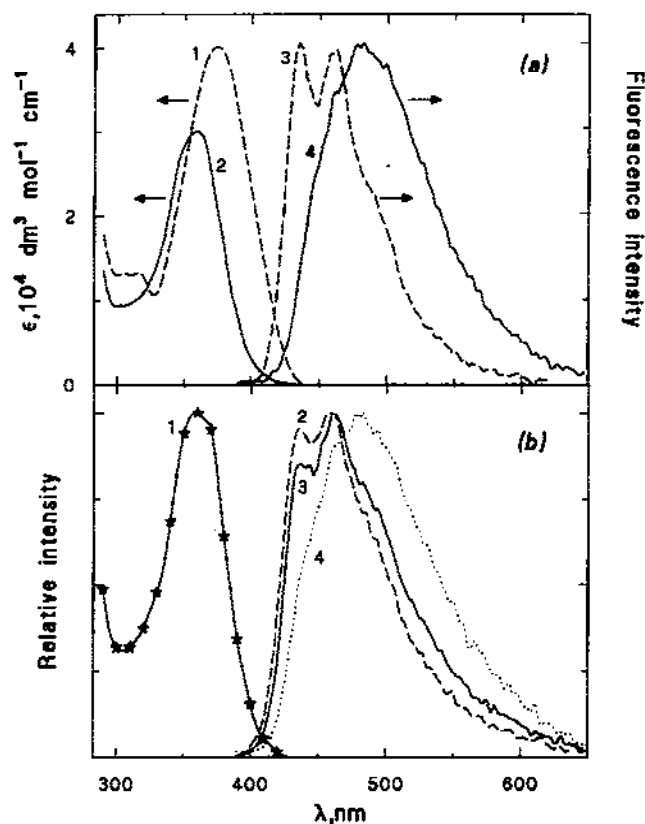 4
2
0
ϵ,10⁴ dm³ mol⁻¹ cm⁻¹
1
2
3
4
(a)
Fluorescence intensity
Relative intensity
1
2
3
4
(b)
300
400
500
600
λ,nm